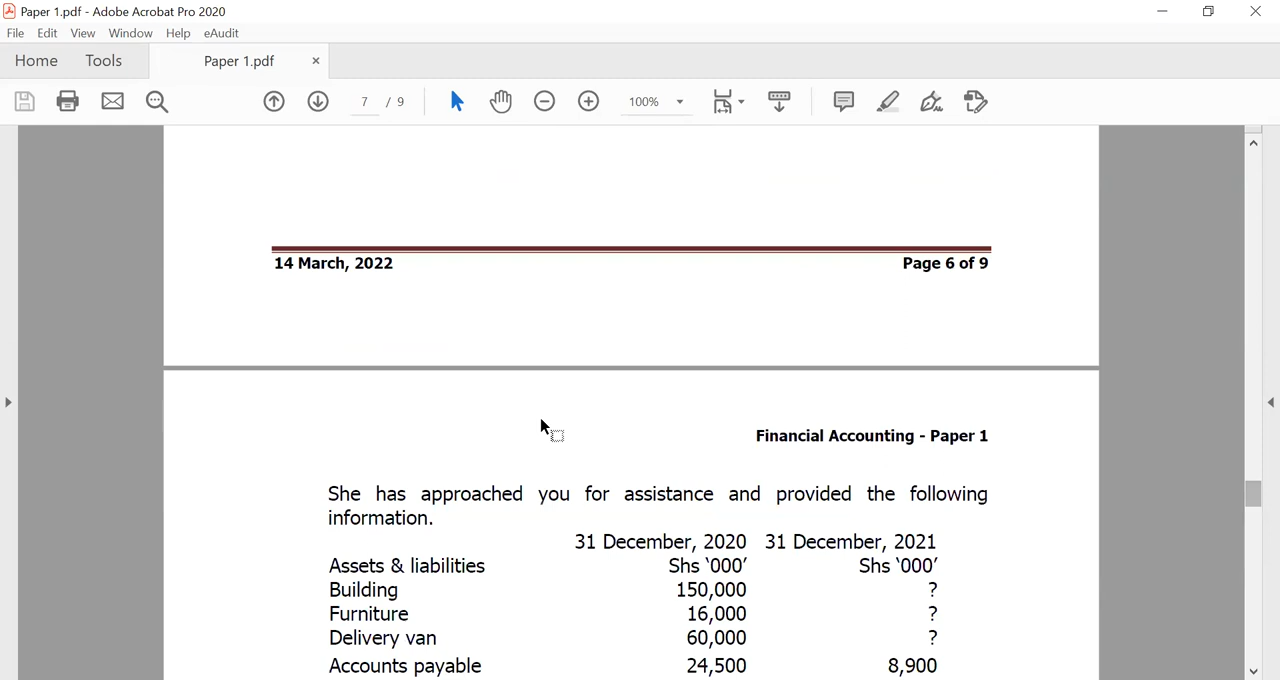 Paper 1.pdf - Adobe Acrobat Pro 2020
File Edit View Window Help eAudit
Home Tools Paper 1.pdf ×
7 / 9 100%
14 March, 2022 Page 6 of 9
Financial Accounting - Paper 1
She has approached you for assistance and provided the following
information.
31 December, 2020 31 December, 2021
Assets & liabilities Shs ‘000’ Shs ‘000’
Building 150,000 ?
Furniture 16,000 ?
Delivery van 60,000 ?
Accounts payable 24,500 8,900